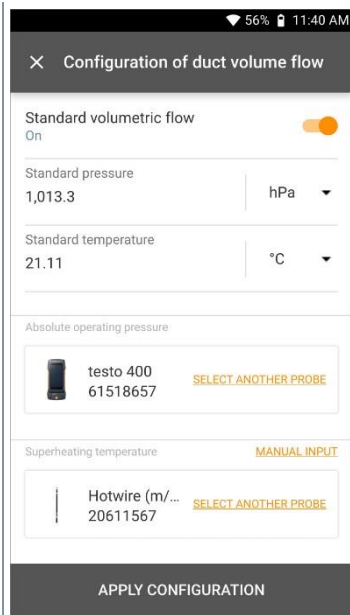 56% 11:40 AM
Configuration of duct volume flow
Standard volumetric flow
On
Standard pressure
1,013.3 hPa
Standard temperature
21.11 °C
Absolute operating pressure
testo 400
61518657
SELECT ANOTHER PROBE
Superheating temperature MANUAL INPUT
Hotwire (m/...
20611567
SELECT ANOTHER PROBE
APPLY CONFIGURATION